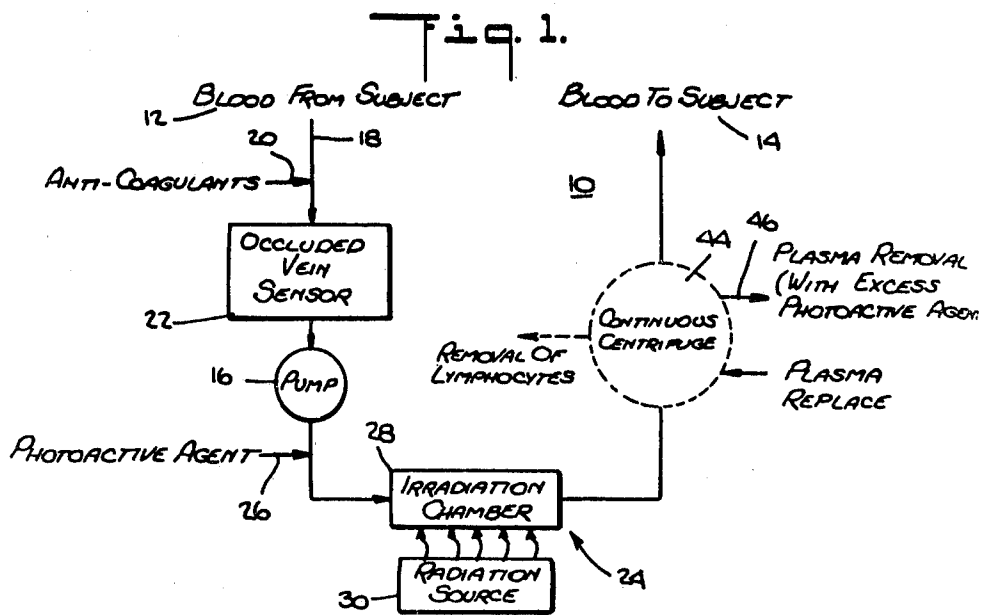 Fig. 1.
BLOOD FROM SUBJECT
12
18
20
ANTI-COAGULANTS
OCCLUDED
VEIN
SENSOR
22
16
PUMP
PHOTOACTIVE AGENT
26
28
IRRADIATION
CHAMBER
24
RADIATION
SOURCE
30
BLOOD TO SUBJECT
14
10
44
46
PLASMA REMOVAL
(WITH EXCESS
PHOTOACTIVE AGEN
CONTINUOUS
CENTRIFUGE
REMOVAL OF
LYMPHOCYTES
PLASMA
REPLACE